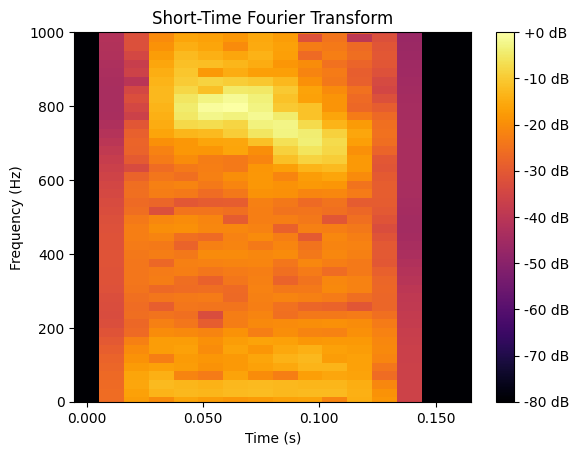 Short-Time Fourier Transform
1000
800
600
400
200
0
Frequency (Hz)
0.000
0.050
0.100
0.150
Time (s)
+0 dB
-10 dB
-20 dB
-30 dB
-40 dB
-50 dB
-60 dB
-70 dB
-80 dB